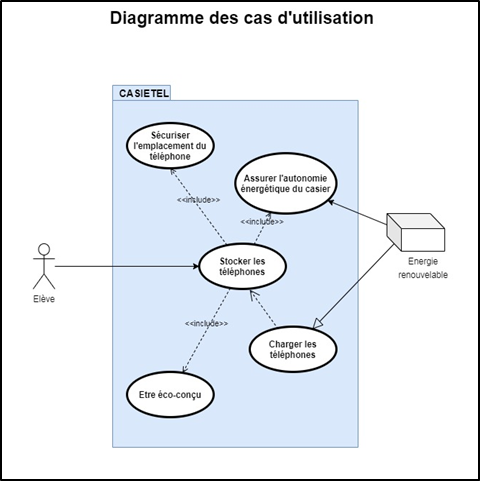 Diagramme des cas d'utilisation
CASIETEL
Sécuriser
l'emplacement du
téléphone
Assurer l'autonomie
énergétique du casier
<<include>>
<<include>>
Stocker les
téléphones
Elève
Energie
renouvelable
<<include>>
Charger les
téléphones
Etre éco-conçu